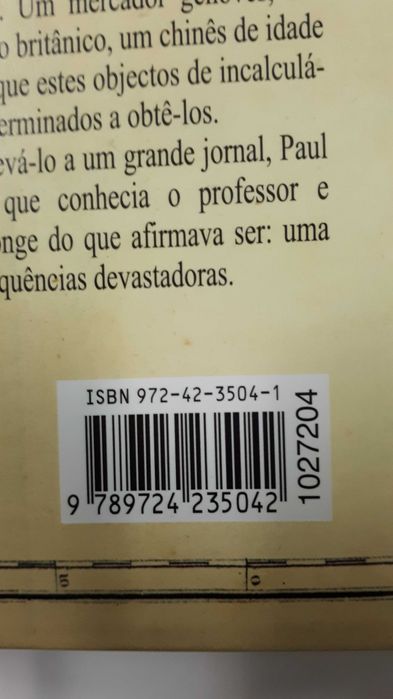 . Um mercador genovês,
o britânico, um chinês de idade
que estes objectos de incalculá-
erminados a obtê-los.
evá-lo a um grande jornal, Paul
que conhecia o professor e
onge do que afirmava ser: uma
quências devastadoras.
ISBN 972-42-3504-1
9 789724 235042
1027204